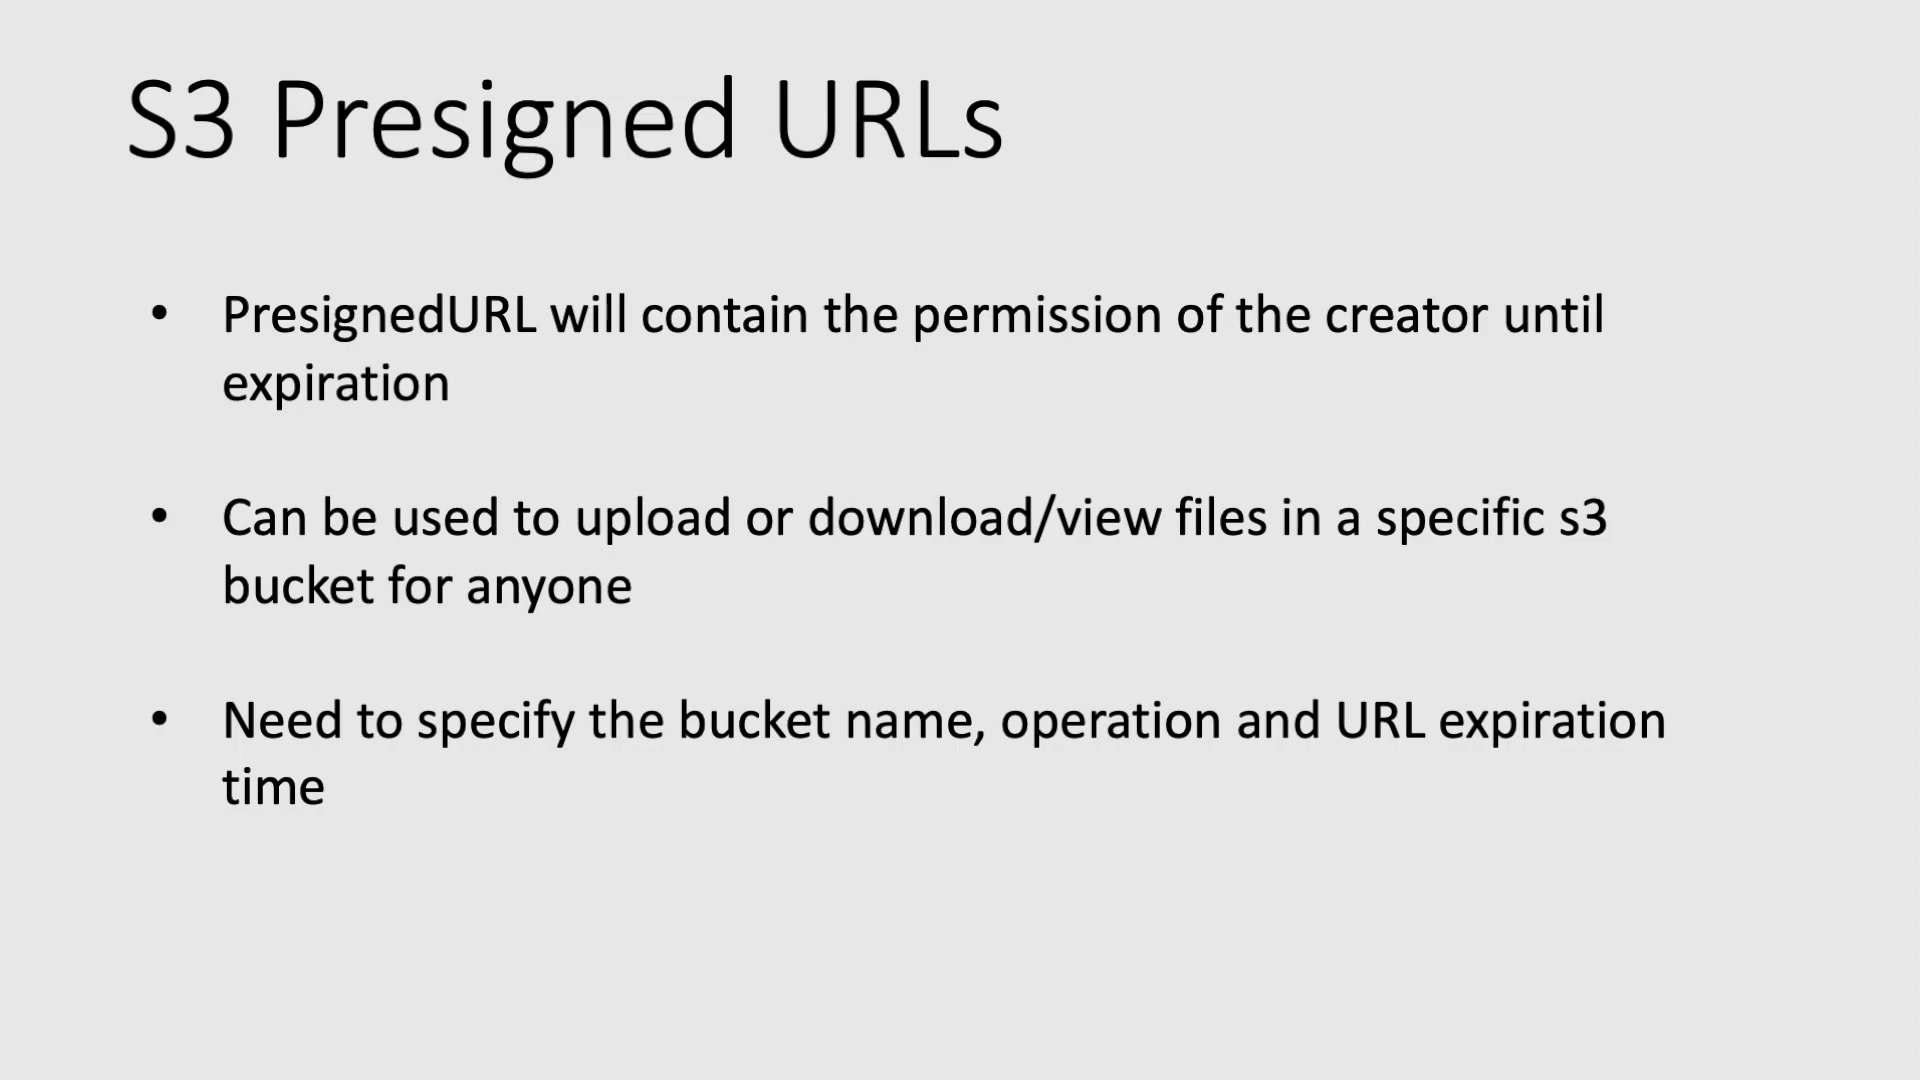 S3 Presigned URLs
• PresignedURL will contain the permission of the creator until
expiration
• Can be used to upload or download/view files in a specific s3
bucket for anyone
• Need to specify the bucket name, operation and URL expiration
time